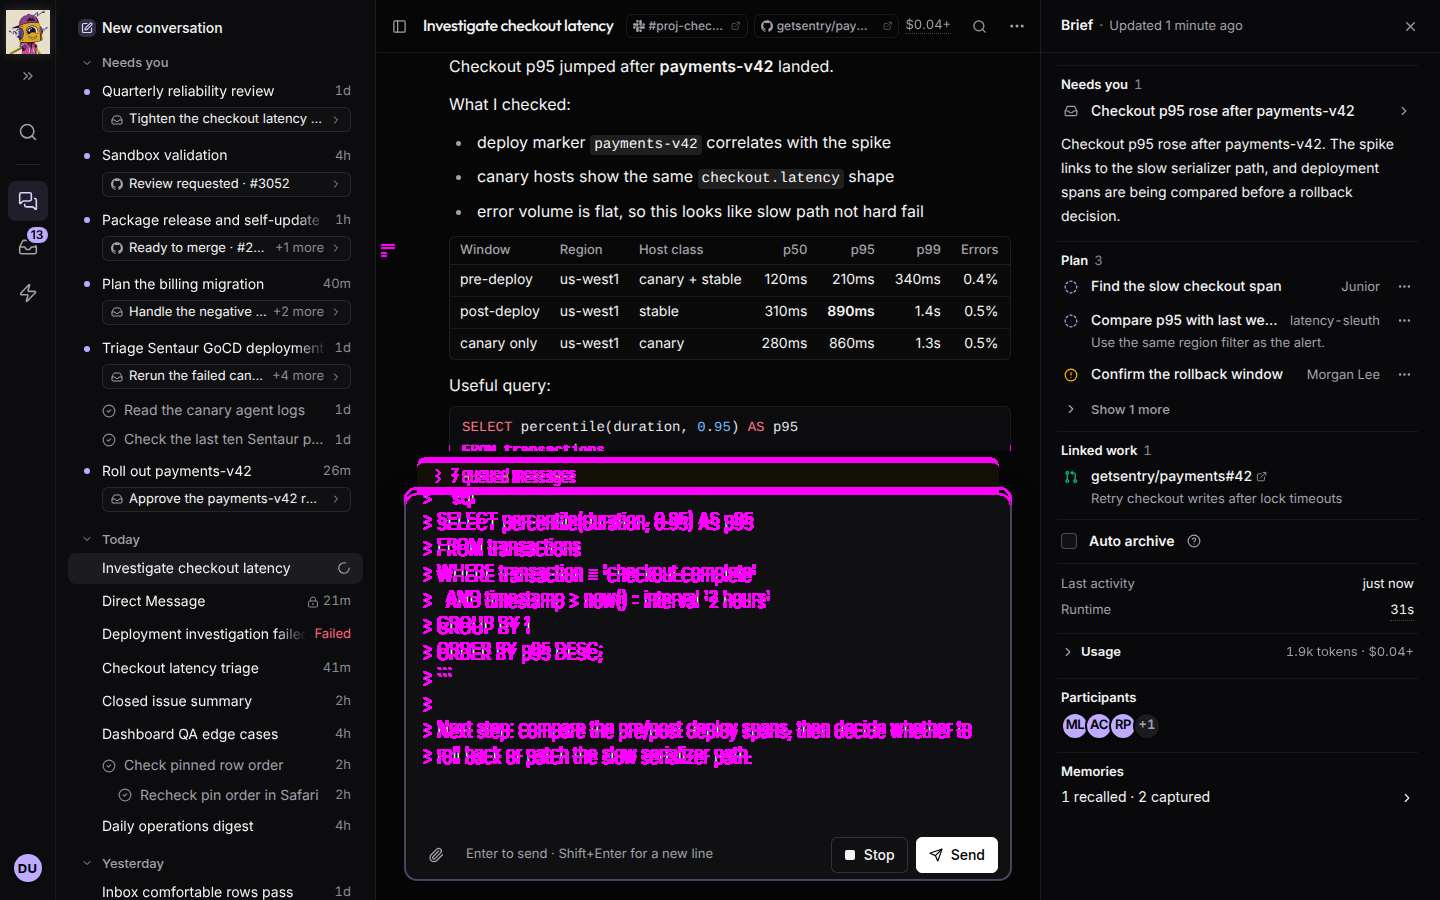 New conversation
Needs you
Quarterly reliability review 1d
Tighten the checkout latency ...
Sandbox validation 4h
Review requested · #3052
Package release and self-update 1h
Ready to merge · #2... +1 more
Plan the billing migration 40m
Handle the negative ... +2 more
Triage Sentaur GoCD deployment 1d
Rerun the failed can... +4 more
Read the canary agent logs 1d
Check the last ten Sentaur p... 1d
Roll out payments-v42 26m
Approve the payments-v42 r...
Today
Investigate checkout latency
Direct Message 21m
Deployment investigation failed Failed
Checkout latency triage 41m
Closed issue summary 2h
Dashboard QA edge cases 4h
Check pinned row order 2h
Recheck pin order in Safari 2h
Daily operations digest 4h
Yesterday
Inbox comfortable rows pass 1d
13
DU
Investigate checkout latency #proj-chec... getsentry/pay... $0.04+
Checkout p95 jumped after payments-v42 landed.
What I checked:
deploy marker payments-v42 correlates with the spike
canary hosts show the same checkout.latency shape
error volume is flat, so this looks like slow path not hard fail
Window Region Host class p50 p95 p99 Errors
pre-deploy us-west1 canary + stable 120ms 210ms 340ms 0.4%
post-deploy us-west1 stable 310ms 890ms 1.4s 0.5%
canary only us-west1 canary 280ms 860ms 1.3s 0.5%
Useful query:
SELECT percentile(duration, 0.95) AS p95
FROM transactions
queued messages
> SELECT percentile(duration, 0.95) AS p95
> FROM transactions
> WHERE transaction = 'checkout.complete'
> AND timestamp > now() - interval '2 hours'
> GROUP BY 1
> ORDER BY p95 DESC;
> ```
>
> Next step: compare the pre/post deploy spans, then decide whether to
> roll back or patch the slow serializer path.
Enter to send · Shift+Enter for a new line
Stop
Send
Brief · Updated 1 minute ago
Needs you 1
Checkout p95 rose after payments-v42
Checkout p95 rose after payments-v42. The spike
links to the slow serializer path, and deployment
spans are being compared before a rollback
decision.
Plan 3
Find the slow checkout span Junior
Compare p95 with last we... latency-sleuth
Use the same region filter as the alert.
Confirm the rollback window Morgan Lee
Show 1 more
Linked work 1
getsentry/payments#42
Retry checkout writes after lock timeouts
Auto archive
Last activity just now
Runtime 31s
Usage 1.9k tokens · $0.04+
Participants
ML AC RP +1
Memories
1 recalled · 2 captured